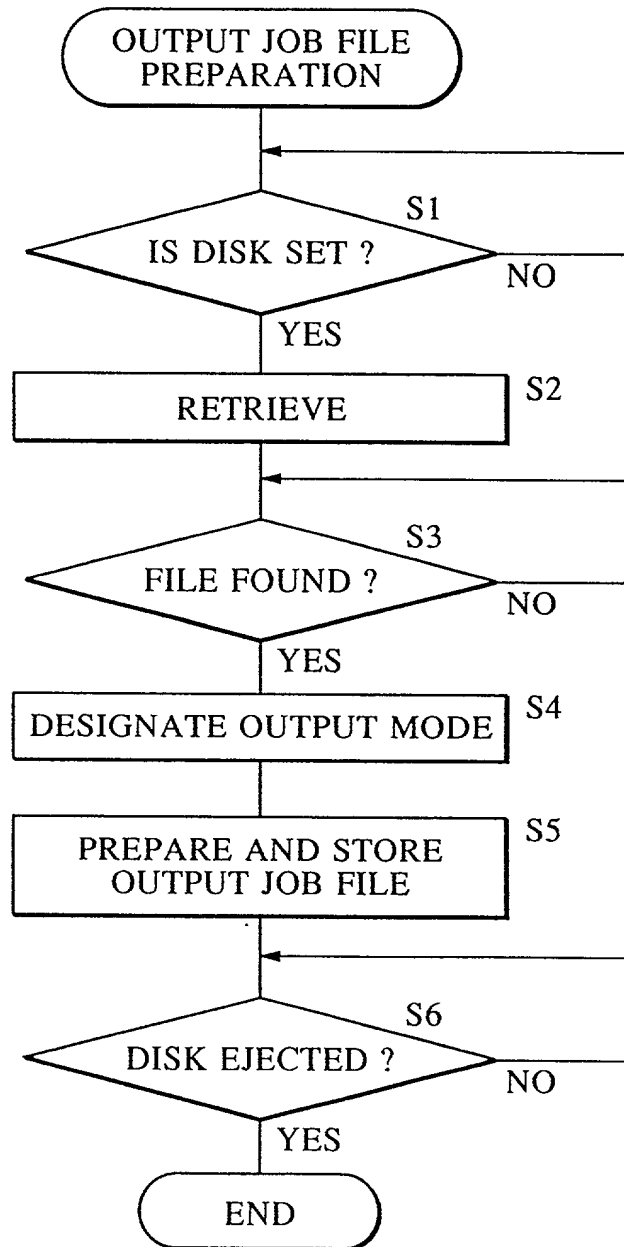 OUTPUT JOB FILE
PREPARATION
S1
IS DISK SET ?
NO
YES
S2
RETRIEVE
S3
FILE FOUND ?
NO
YES
S4
DESIGNATE OUTPUT MODE
S5
PREPARE AND STORE
OUTPUT JOB FILE
S6
DISK EJECTED ?
NO
YES
END